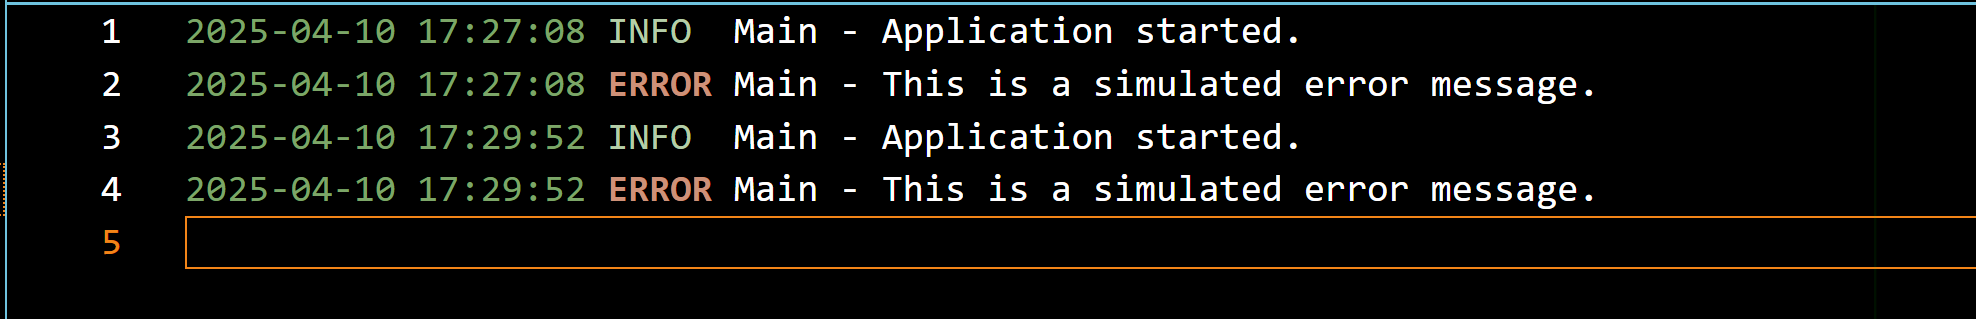 1 2025-04-10 17:27:08 INFO  Main - Application started.
2 2025-04-10 17:27:08 ERROR Main - This is a simulated error message.
3 2025-04-10 17:29:52 INFO  Main - Application started.
4 2025-04-10 17:29:52 ERROR Main - This is a simulated error message.
5